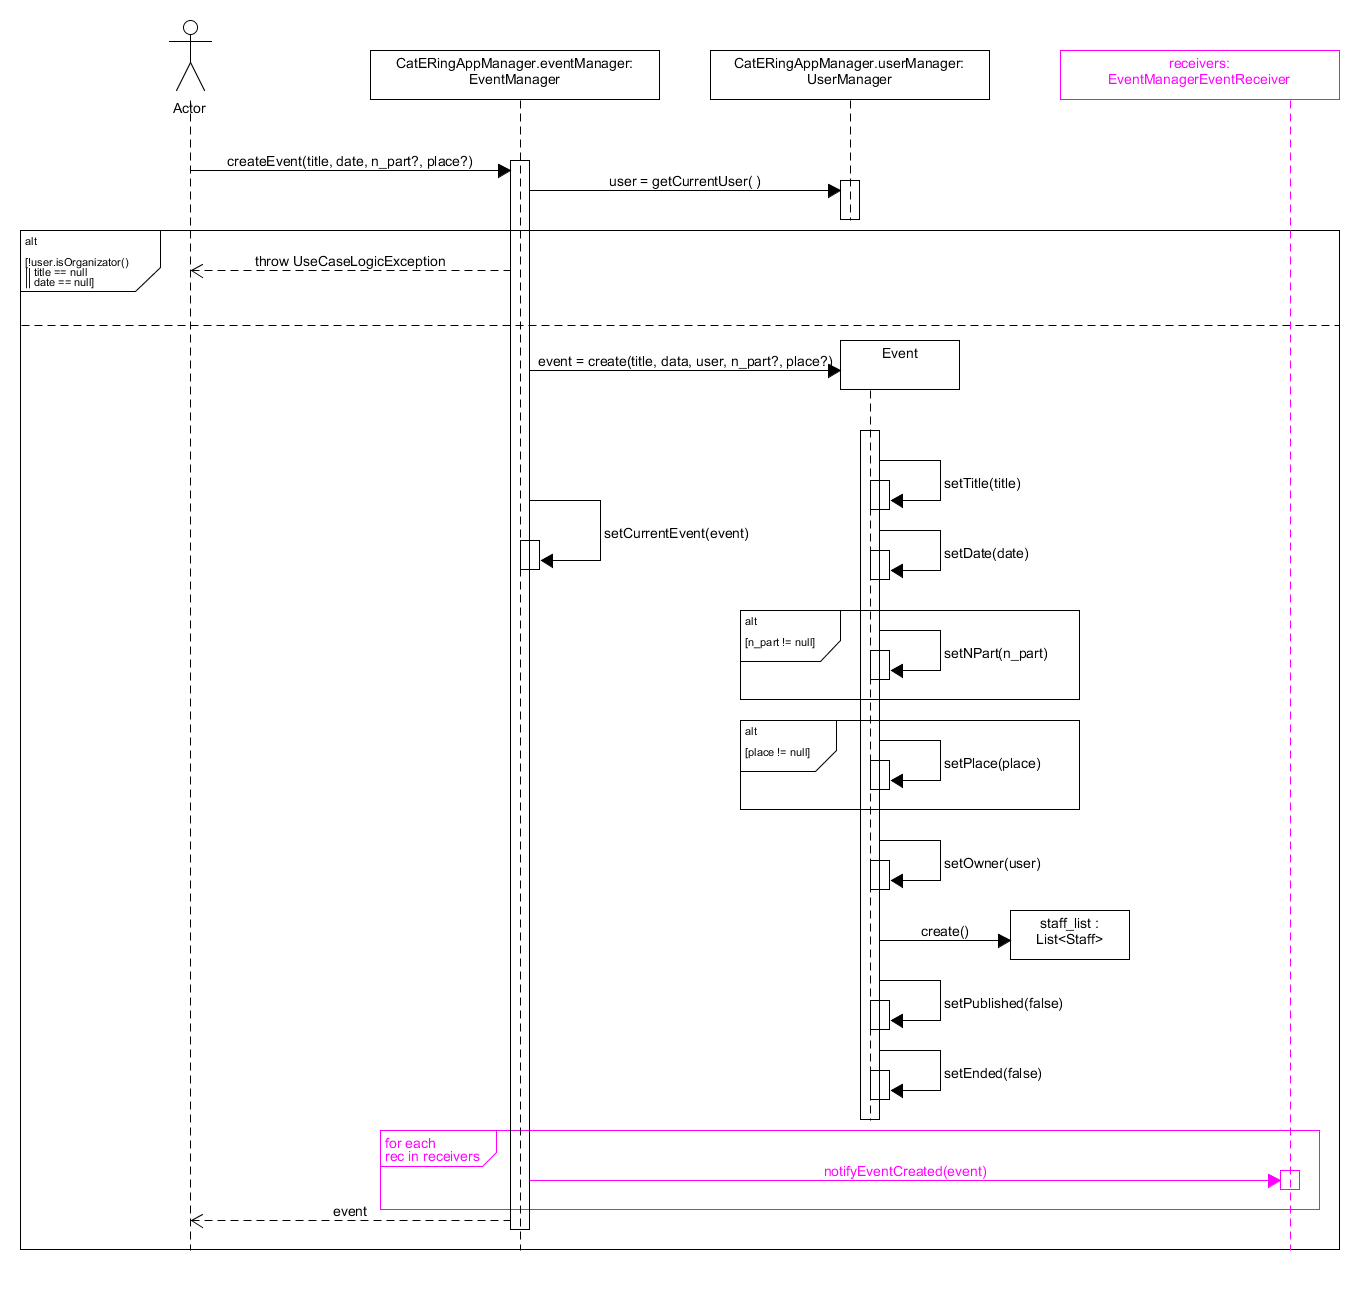 Actor
CatERingAppManager.eventManager:
EventManager
CatERingAppManager.userManager:
UserManager
receivers:
EventManagerEventReceiver
createEvent(title, date, n_part?, place?)
user = getCurrentUser( )
alt
[!user.isOrganizator()
|| title == null
|| date == null]
throw UseCaseLogicException
event = create(title, data, user, n_part?, place?)
Event
setTitle(title)
setCurrentEvent(event)
setDate(date)
alt
[n_part != null]
setNPart(n_part)
alt
[place != null]
setPlace(place)
setOwner(user)
create()
staff_list :
List<Staff>
setPublished(false)
setEnded(false)
for each
rec in receivers
notifyEventCreated(event)
event